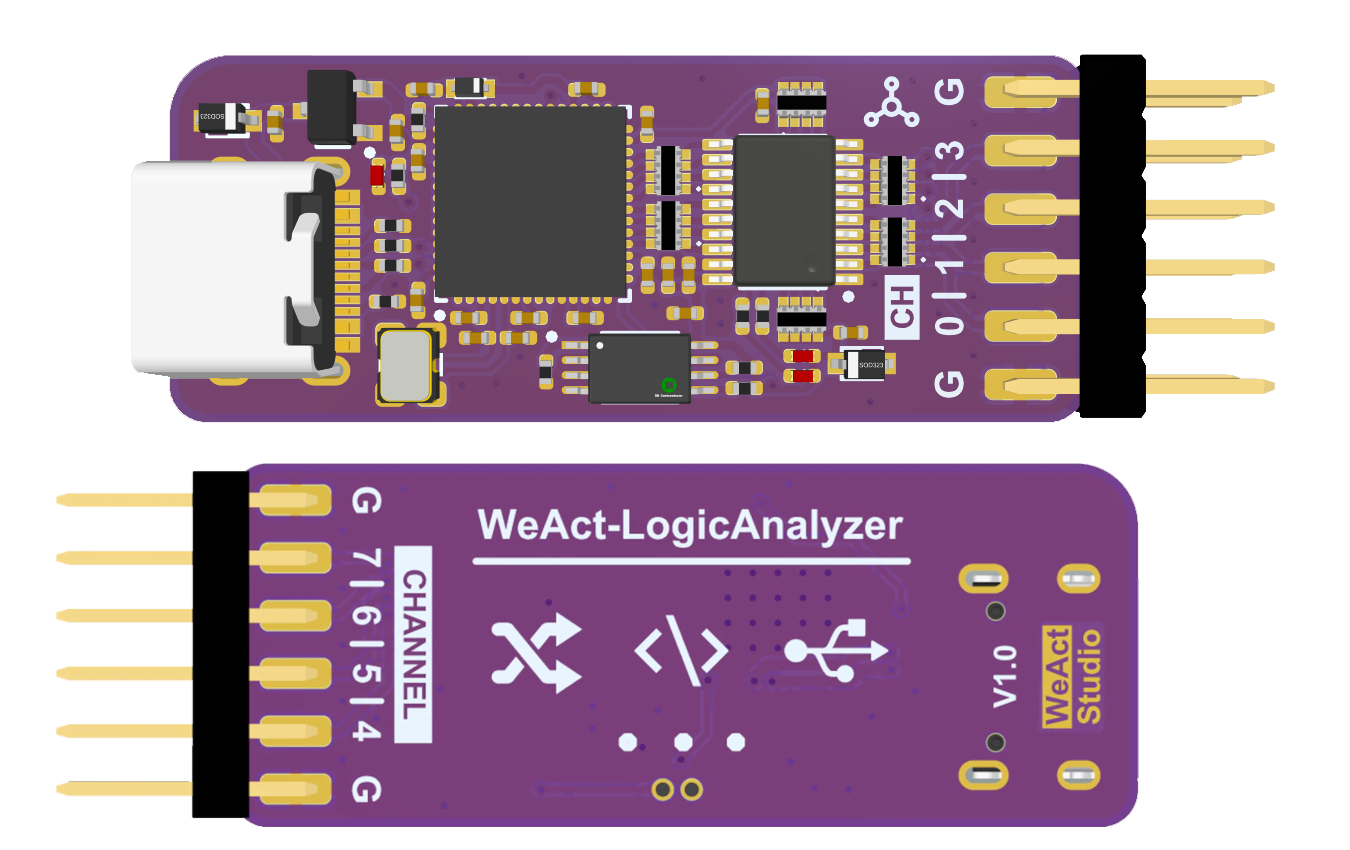 SOD323
G
3
2
1
0
G
CH
SOD323
G
7
6
5
4
G
CHANNEL
WeAct-LogicAnalyzer
V1.0
WeAct
Studio